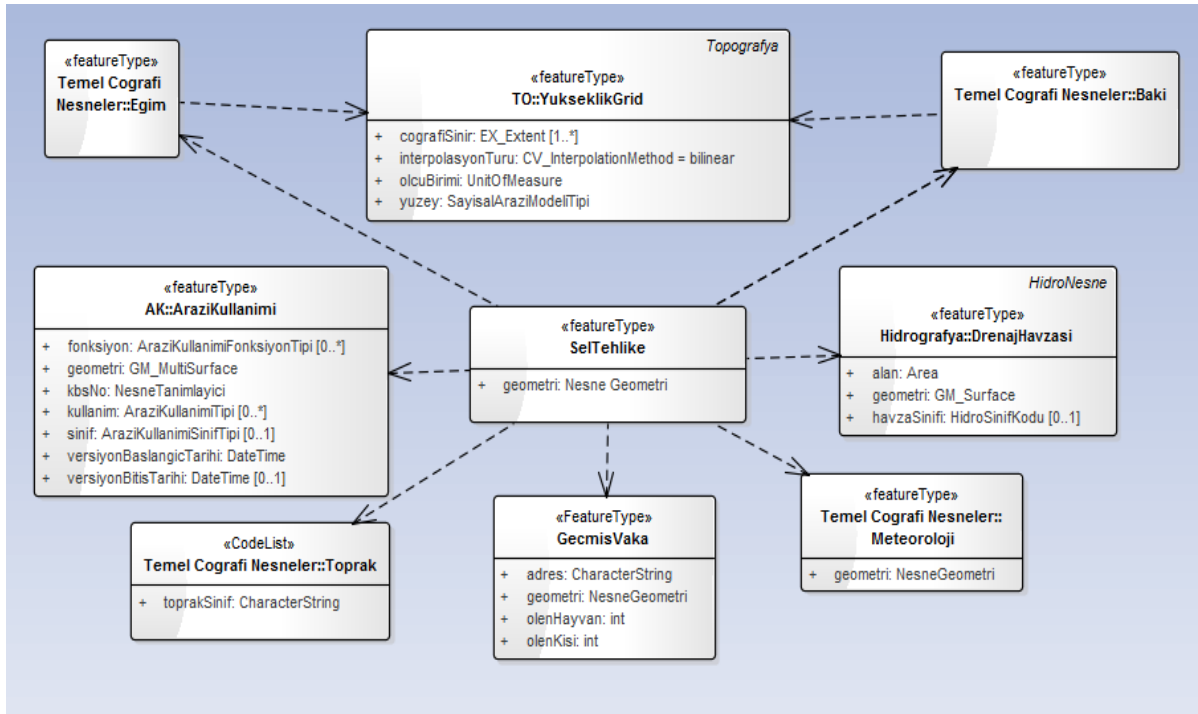 «featureType»
Temel Cografi
Nesneler::Egim
Topografya
«featureType»
TO::YukseklikGrid
+ cografiSinir: EX_Extent [1..*]
+ interpolasyonTuru: CV_InterpolationMethod = bilinear
+ olcuBirimi: UnitOfMeasure
+ yuzey: SayisalAraziModeliTipi
«featureType»
Temel Cografi Nesneler::Baki
«featureType»
AK::AraziKullanimi
+ fonksiyon: AraziKullanimiFonksiyonTipi [0..*]
+ geometri: GM_MultiSurface
+ kbsNo: NesneTanimlayici
+ kullanim: AraziKullanimiTipi [0..*]
+ sinif: AraziKullanimiSinifTipi [0..1]
+ versiyonBaslangicTarihi: DateTime
+ versiyonBitisTarihi: DateTime [0..1]
«featureType»
SelTehlike
+ geometri: Nesne Geometri
HidroNesne
«featureType»
Hidrografya::DrenajHavzasi
+ alan: Area
+ geometri: GM_Surface
+ havzaSinifi: HidroSinifKodu [0..1]
«CodeList»
Temel Cografi Nesneler::Toprak
+ toprakSinif: CharacterString
«FeatureType»
GecmisVaka
+ adres: CharacterString
+ geometri: NesneGeometri
+ olenHayvan: int
+ olenKisi: int
«featureType»
Temel Cografi Nesneler::
Meteoroloji
+ geometri: NesneGeometri